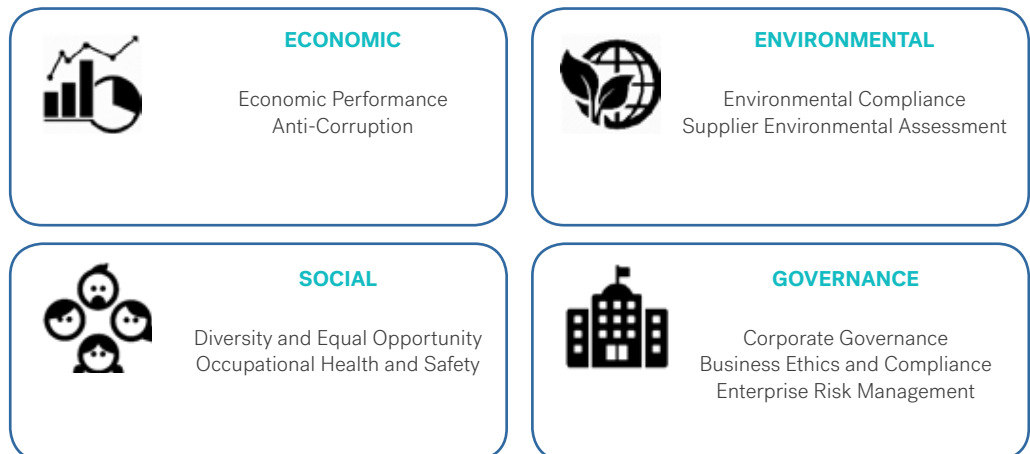 ECONOMIC
Economic Performance
Anti-Corruption
ENVIRONMENTAL
Environmental Compliance
Supplier Environmental Assessment
SOCIAL
Diversity and Equal Opportunity
Occupational Health and Safety
GOVERNANCE
Corporate Governance
Business Ethics and Compliance
Enterprise Risk Management